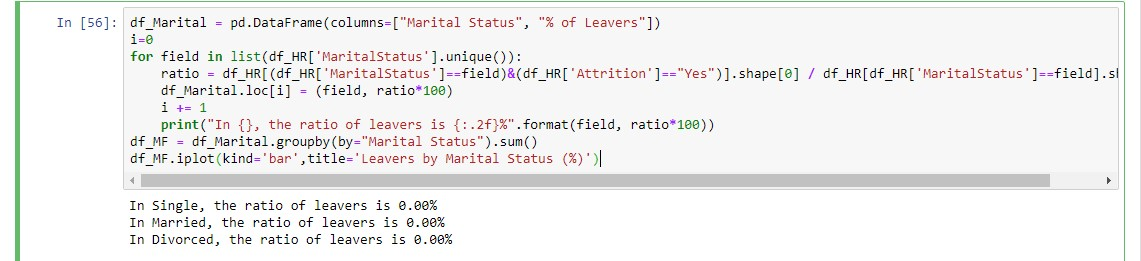 In [56]: df_Marital = pd.DataFrame(columns=["Marital Status", "% of Leavers"])
i=0
for field in list(df_HR['MaritalStatus'].unique()):
    ratio = df_HR[(df_HR['MaritalStatus']==field)&(df_HR['Attrition']=="Yes")].shape[0] / df_HR[df_HR['MaritalStatus']==field].sh
    df_Marital.loc[i] = (field, ratio*100)
    i += 1
    print("In {}, the ratio of leavers is {:.2f}%".format(field, ratio*100))
df_MF = df_Marital.groupby(by="Marital Status").sum()
df_MF.iplot(kind='bar',title='Leavers by Marital Status (%)')
In Single, the ratio of leavers is 0.00%
In Married, the ratio of leavers is 0.00%
In Divorced, the ratio of leavers is 0.00%